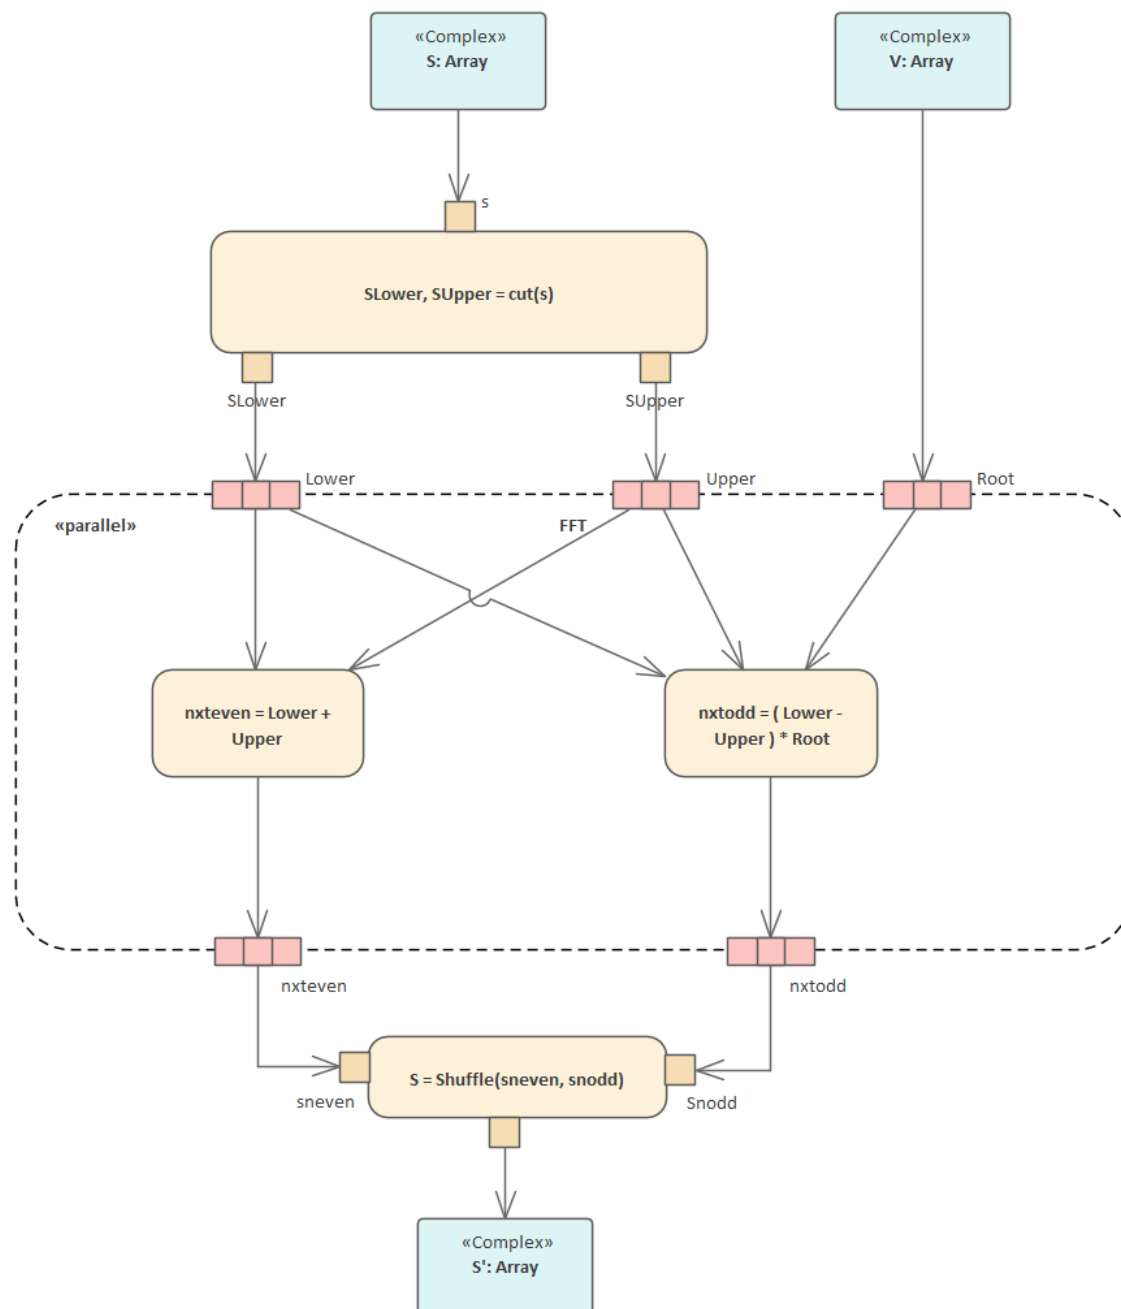 «Complex»
S: Array
«Complex»
V: Array
s
SLower, SUpper = cut(s)
SLower
SUpper
Lower
Upper
Root
«parallel»
FFT
nxteven = Lower +
Upper
nxtodd = ( Lower -
Upper ) * Root
nxteven
nxtodd
S = Shuffle(sneven, snodd)
sneven
Snodd
«Complex»
S': Array